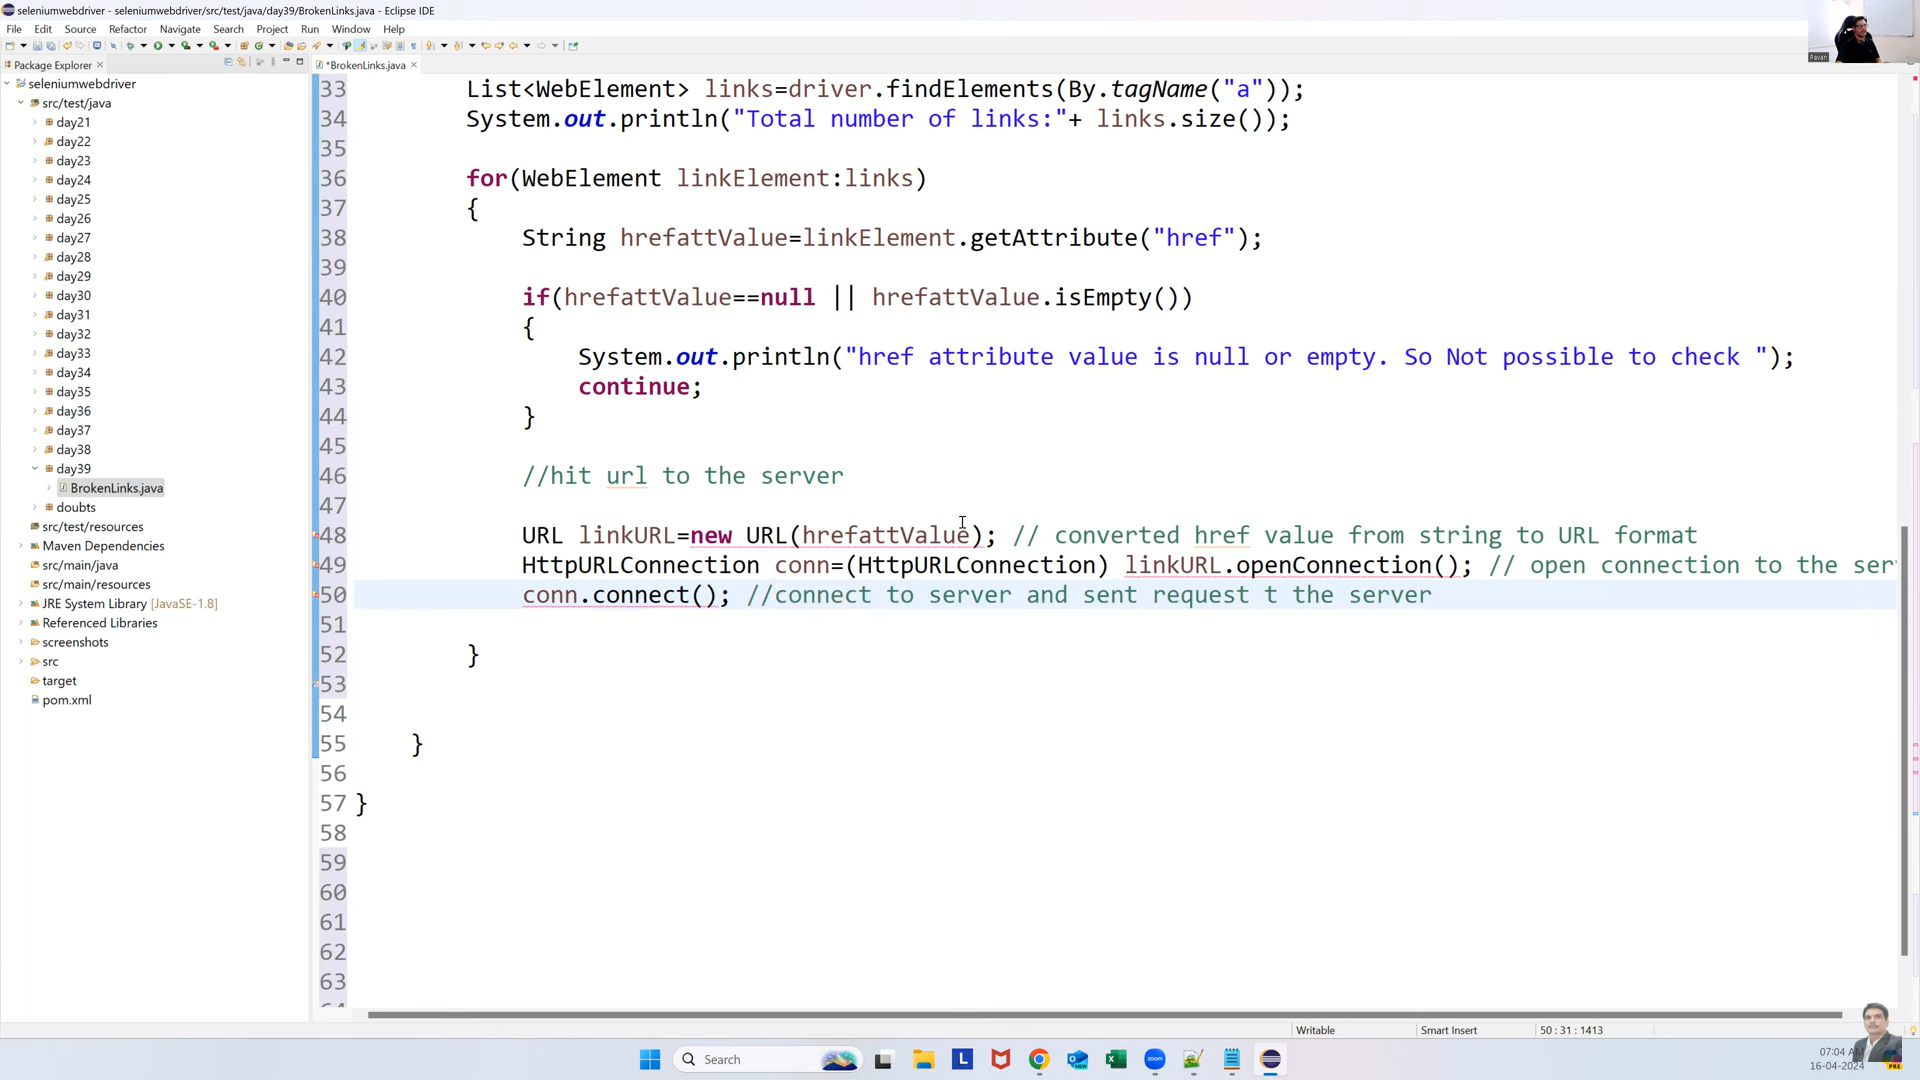 seleniumwebdriver - seleniumwebdriver/src/test/java/day39/BrokenLinks.java - Eclipse IDE
File Edit Source Refactor Navigate Search Project Run Window Help
Package Explorer
*BrokenLinks.java
seleniumwebdriver
src/test/java
day21
day22
day23
day24
day25
day26
day27
day28
day29
day30
day31
day32
day33
day34
day35
day36
day37
day38
day39
BrokenLinks.java
doubts
src/test/resources
Maven Dependencies
src/main/java
src/main/resources
JRE System Library [JavaSE-1.8]
Referenced Libraries
screenshots
src
target
pom.xml
33 List<WebElement> links=driver.findElements(By.tagName("a"));
34 System.out.println("Total number of links:"+ links.size());
35
36 for(WebElement linkElement:links)
37 {
38 String hrefattValue=linkElement.getAttribute("href");
39
40 if(hrefattValue==null || hrefattValue.isEmpty())
41 {
42 System.out.println("href attribute value is null or empty. So Not possible to check ");
43 continue;
44 }
45
46 //hit url to the server
47
48 URL linkURL=new URL(hrefattValue); // converted href value from string to URL format
49 HttpURLConnection conn=(HttpURLConnection) linkURL.openConnection(); // open connection to the ser
50 conn.connect(); //connect to server and sent request t the server
51
52 }
53
54
55 }
56
57 }
58
59
60
61
62
63
Pavan
Writable Smart Insert 50 : 31 : 1413
Search
07:04 AM
16-04-2024
PRE